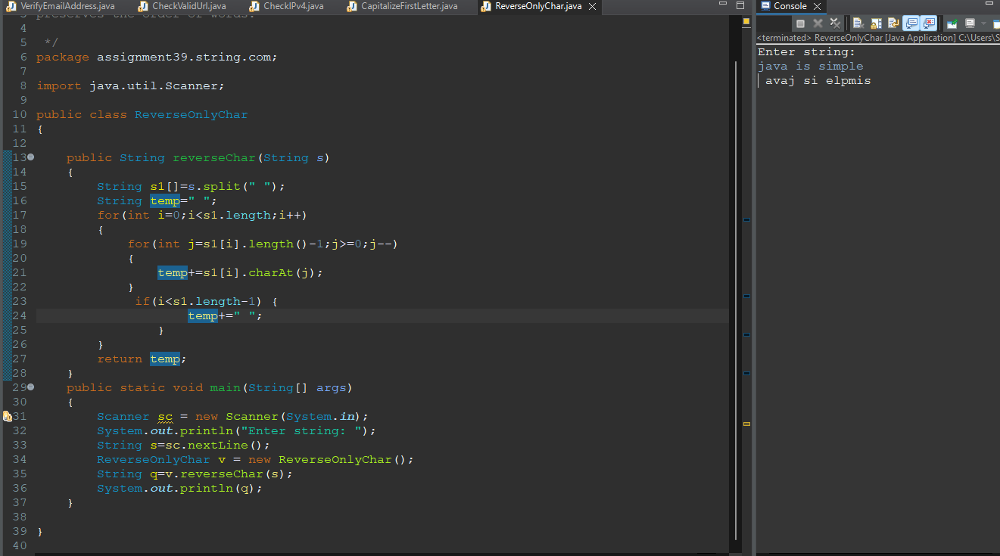 VerifyEmailAddress.java CheckValidUrl.java CheckIPv4.java CapitalizeFirstLetter.java ReverseOnlyChar.java
preserves the order of words.
4
5 */
6 package assignment39.string.com;
7
8 import java.util.Scanner;
9
10 public class ReverseOnlyChar
11 {
12
13 public String reverseChar(String s)
14 {
15 String s1[]=s.split(" ");
16 String temp=" ";
17 for(int i=0;i<s1.length;i++)
18 {
19 for(int j=s1[i].length()-1;j>=0;j--)
20 {
21 temp+=s1[i].charAt(j);
22 }
23 if(i<s1.length-1) {
24 temp+=" ";
25 }
26 }
27 return temp;
28 }
29 public static void main(String[] args)
30 {
31 Scanner sc = new Scanner(System.in);
32 System.out.println("Enter string: ");
33 String s=sc.nextLine();
34 ReverseOnlyChar v = new ReverseOnlyChar();
35 String q=v.reverseChar(s);
36 System.out.println(q);
37 }
38
39 }
40
Console
<terminated> ReverseOnlyChar [Java Application] C:\Users\S
Enter string:
java is simple
avaj si elpmis